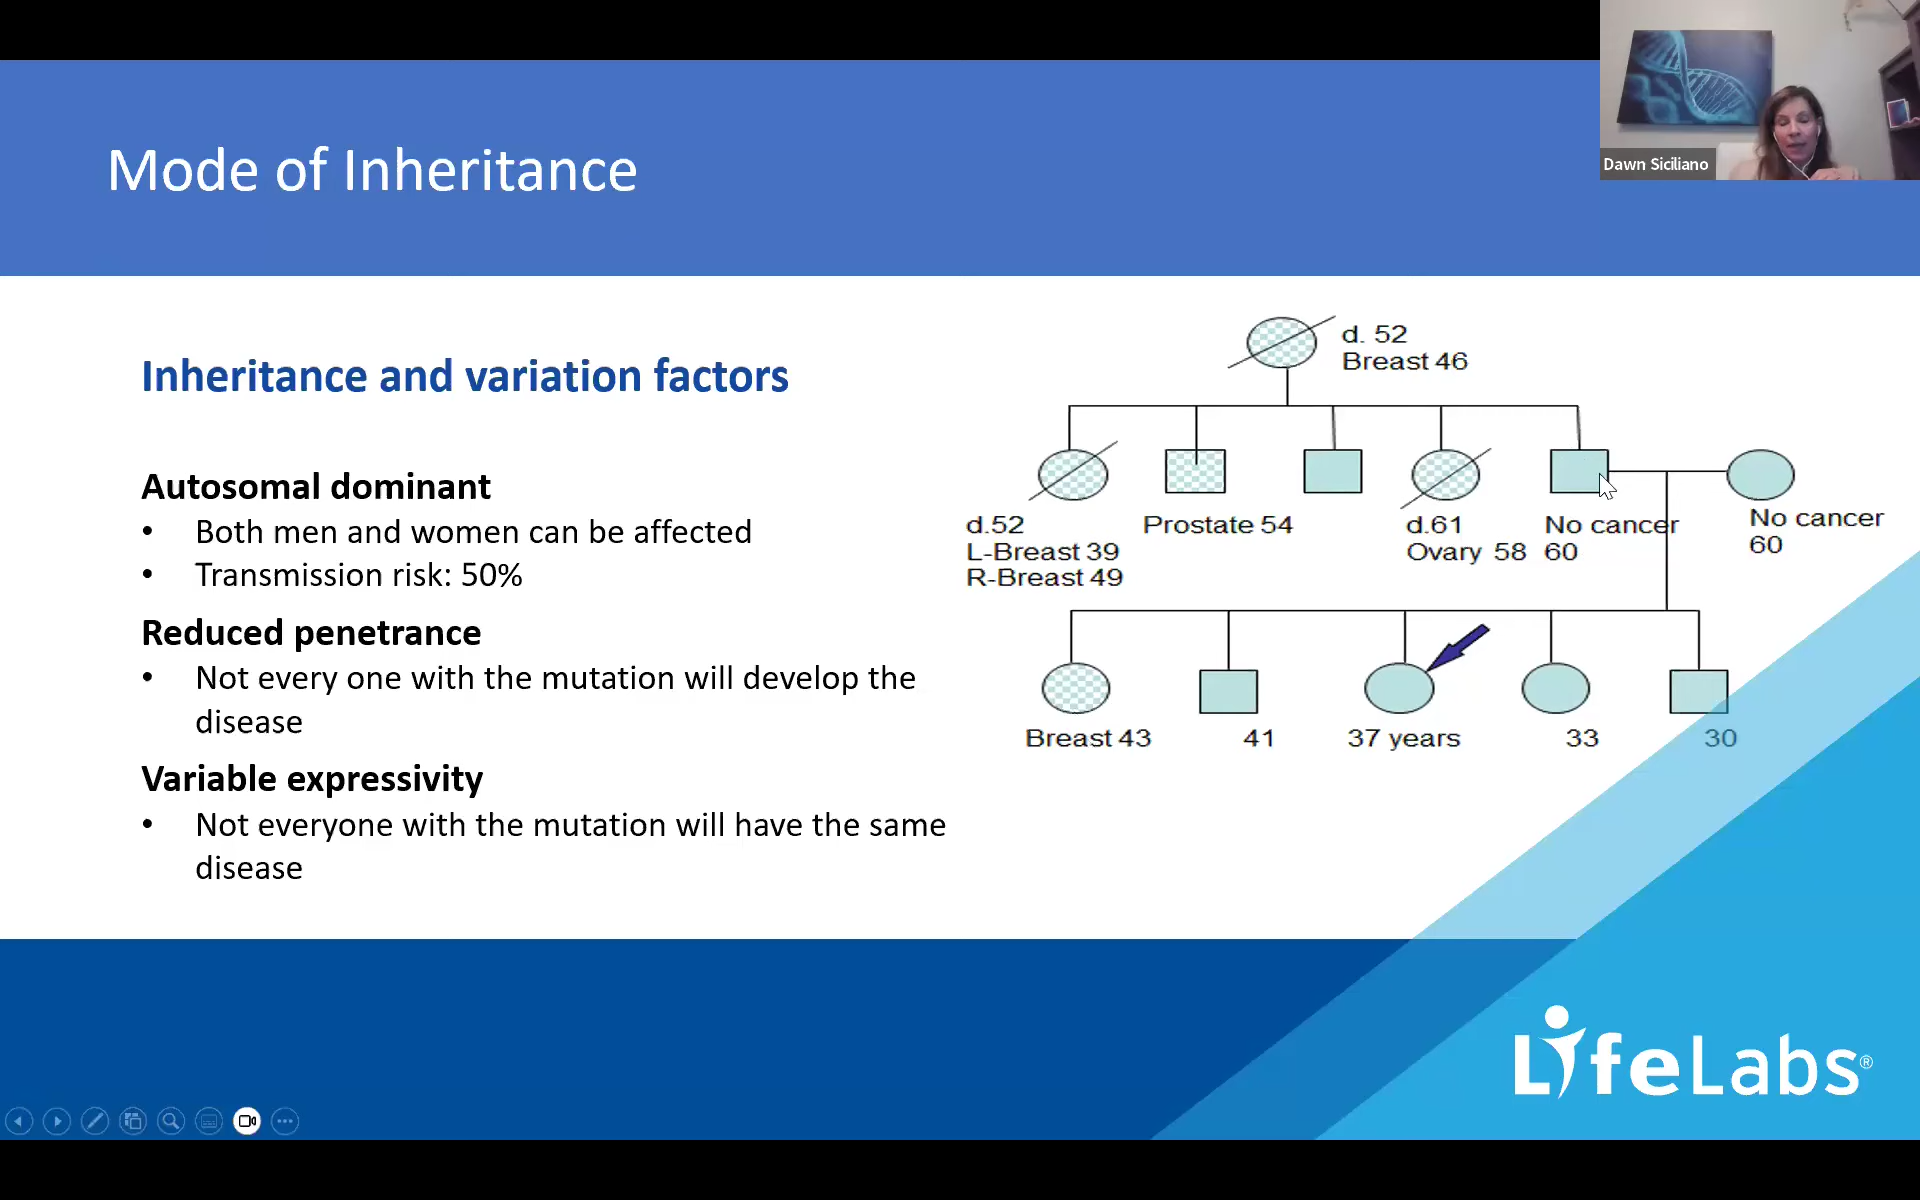 Dawn Siciliano
Mode of Inheritance
Inheritance and variation factors
Autosomal dominant
• Both men and women can be affected
• Transmission risk: 50%
Reduced penetrance
• Not every one with the mutation will develop the
disease
Variable expressivity
• Not everyone with the mutation will have the same
disease
d. 52
Breast 46
d.52
L-Breast 39
R-Breast 49
Prostate 54
d.61
Ovary 58
No cancer
60
No cancer
60
Breast 43
41
37 years
33
30
LifeLabs®